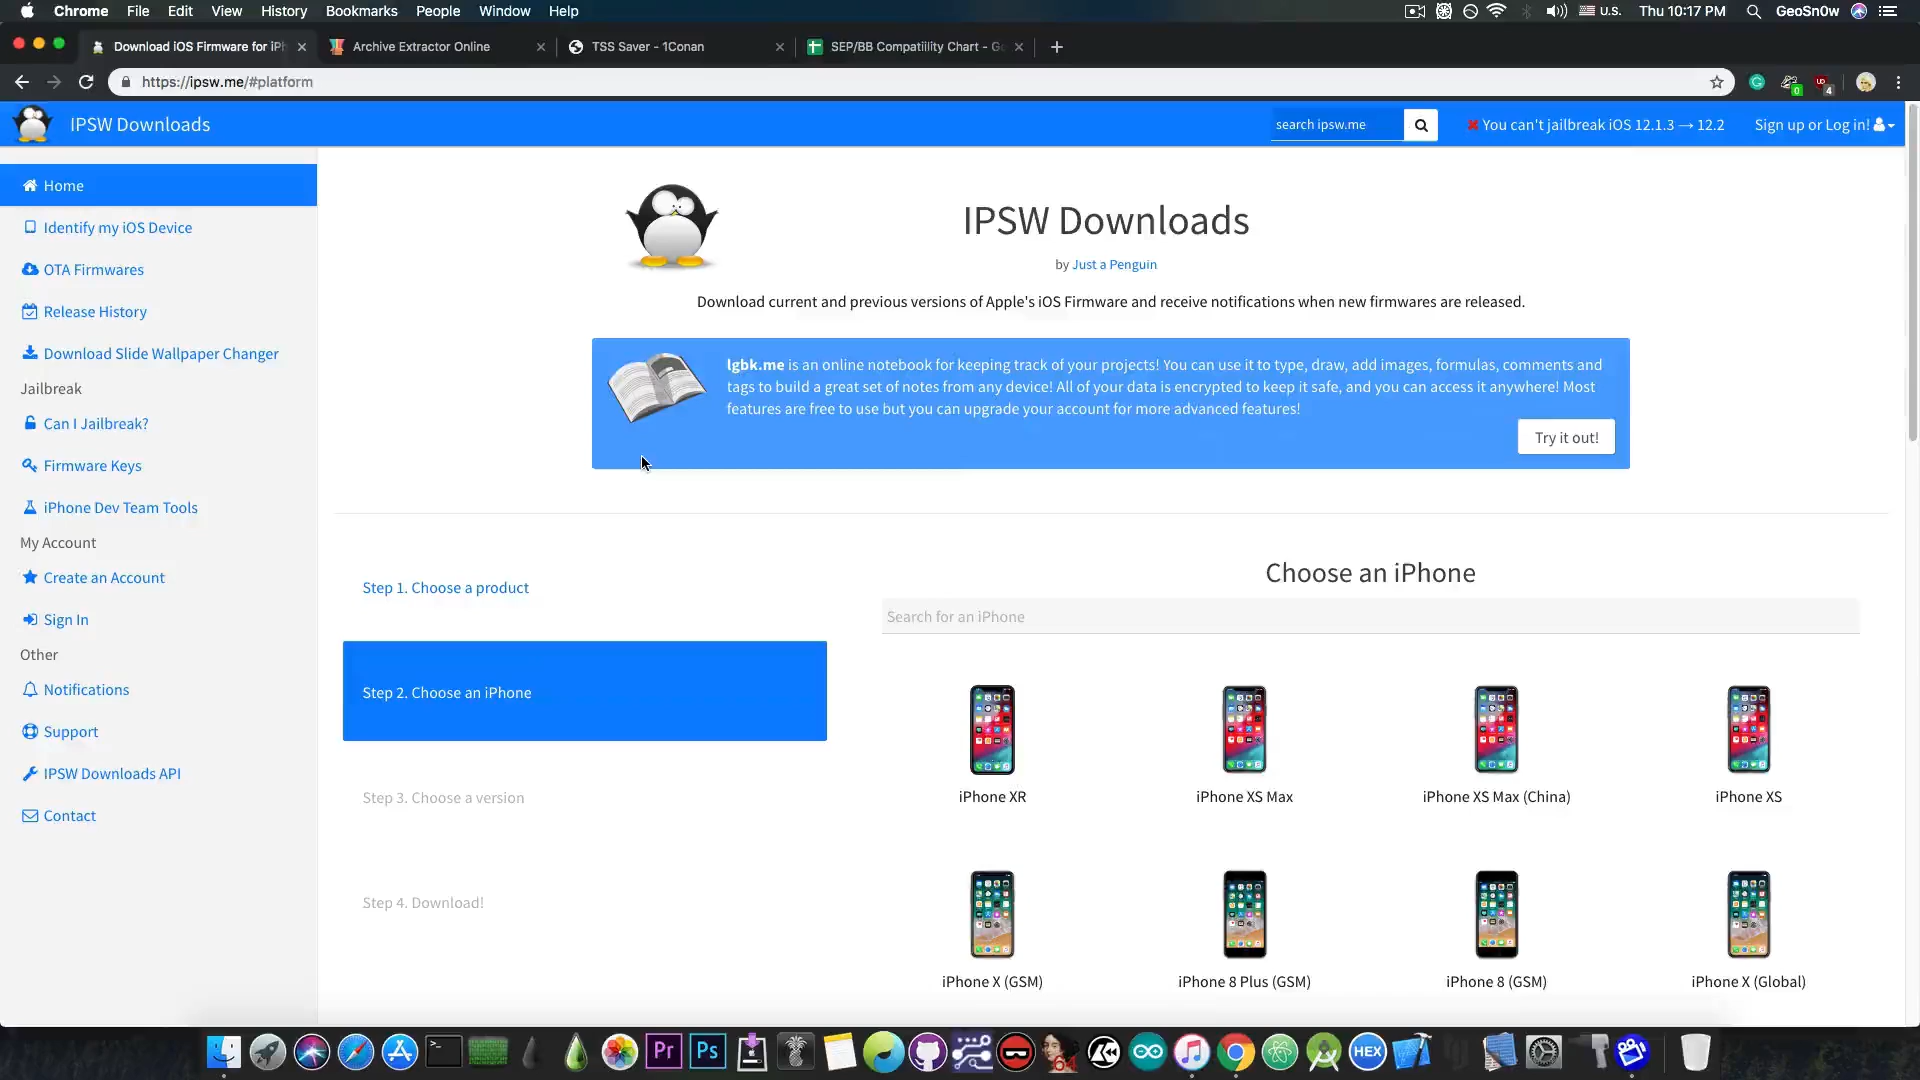 Chrome File Edit View History Bookmarks People Window Help U.S. Thu 10:17 PM GeoSn0w
Download iOS Firmware for iPh Archive Extractor Online TSS Saver - 1Conan SEP/BB Compatiility Chart - Go
https://ipsw.me/#platform 0 4
IPSW Downloads search ipsw.me You can't jailbreak iOS 12.1.3 → 12.2 Sign up or Log in!
Home
Identify my iOS Device
OTA Firmwares
Release History
Download Slide Wallpaper Changer
Jailbreak
Can I Jailbreak?
Firmware Keys
iPhone Dev Team Tools
My Account
Create an Account
Sign In
Other
Notifications
Support
IPSW Downloads API
Contact
IPSW Downloads
by Just a Penguin
Download current and previous versions of Apple's iOS Firmware and receive notifications when new firmwares are released.
lgbk.me is an online notebook for keeping track of your projects! You can use it to type, draw, add images, formulas, comments and
tags to build a great set of notes from any device! All of your data is encrypted to keep it safe, and you can access it anywhere! Most
features are free to use but you can upgrade your account for more advanced features!
Try it out!
Step 1. Choose a product
Step 2. Choose an iPhone
Step 3. Choose a version
Step 4. Download!
Choose an iPhone
Search for an iPhone
iPhone XR iPhone XS Max iPhone XS Max (China) iPhone XS
iPhone X (GSM) iPhone 8 Plus (GSM) iPhone 8 (GSM) iPhone X (Global)
Pr Ps 64 HEX